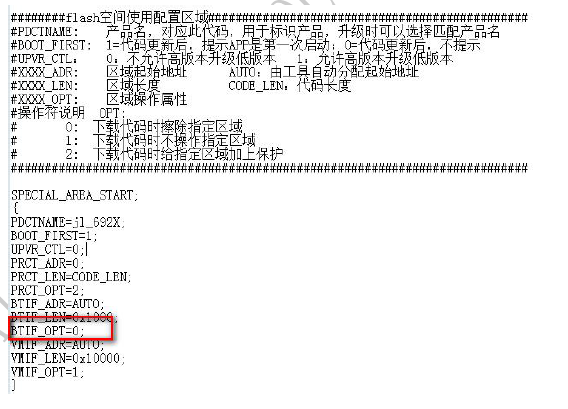 ########flash空间使用配置区域##################################################
#PDCTNAME:    产品名，对应此代码，用于标识产品，升级时可以选择匹配产品名
#BOOT_FIRST:  1=代码更新后，提示APP是第一次启动；0=代码更新后，不提示
#UPVR_CTL：   0：不允许高版本升级低版本   1：允许高版本升级低版本
#XXXX_ADR:    区域起始地址      AUTO：由工具自动分配起始地址
#XXXX_LEN:    区域长度          CODE_LEN：代码长度
#XXXX_OPT:    区域操作属性
#操作符说明  OPT:
#      0:  下载代码时擦除指定区域
#      1:  下载代码时不操作指定区域
#      2:  下载代码时给指定区域加上保护
################################################################################
SPECIAL_AREA_START;
{
PDCTNAME=jl_692X;
BOOT_FIRST=1;
UPVR_CTL=0;
PRCT_ADR=0;
PRCT_LEN=CODE_LEN;
PRCT_OPT=2;
BTIF_ADR=AUTO;
BTIF_LEN=0x1000;
BTIF_OPT=0;
VMIF_ADR=AUTO;
VMIF_LEN=0x10000;
VMIF_OPT=1;
}